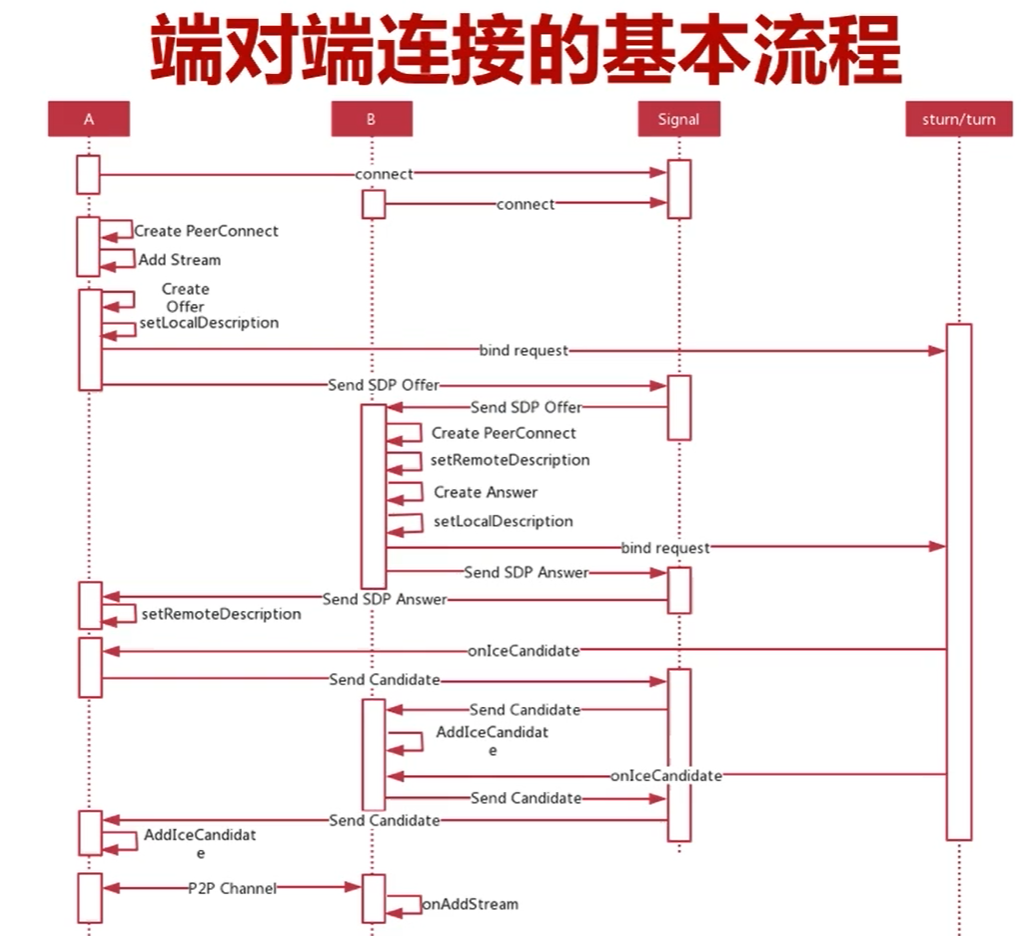 端对端连接的基本流程
A
B
Signal
sturn/turn
connect
connect
Create PeerConnect
Add Stream
Create
Offer
setLocalDescription
bind request
Send SDP Offer
Send SDP Offer
Create PeerConnect
setRemoteDescription
Create Answer
setLocalDescription
bind request
Send SDP Answer
Send SDP Answer
setRemoteDescription
onIceCandidate
Send Candidate
Send Candidate
AddIceCandidat
e
onIceCandidate
Send Candidate
Send Candidate
AddIceCandidat
e
P2P Channel
onAddStream